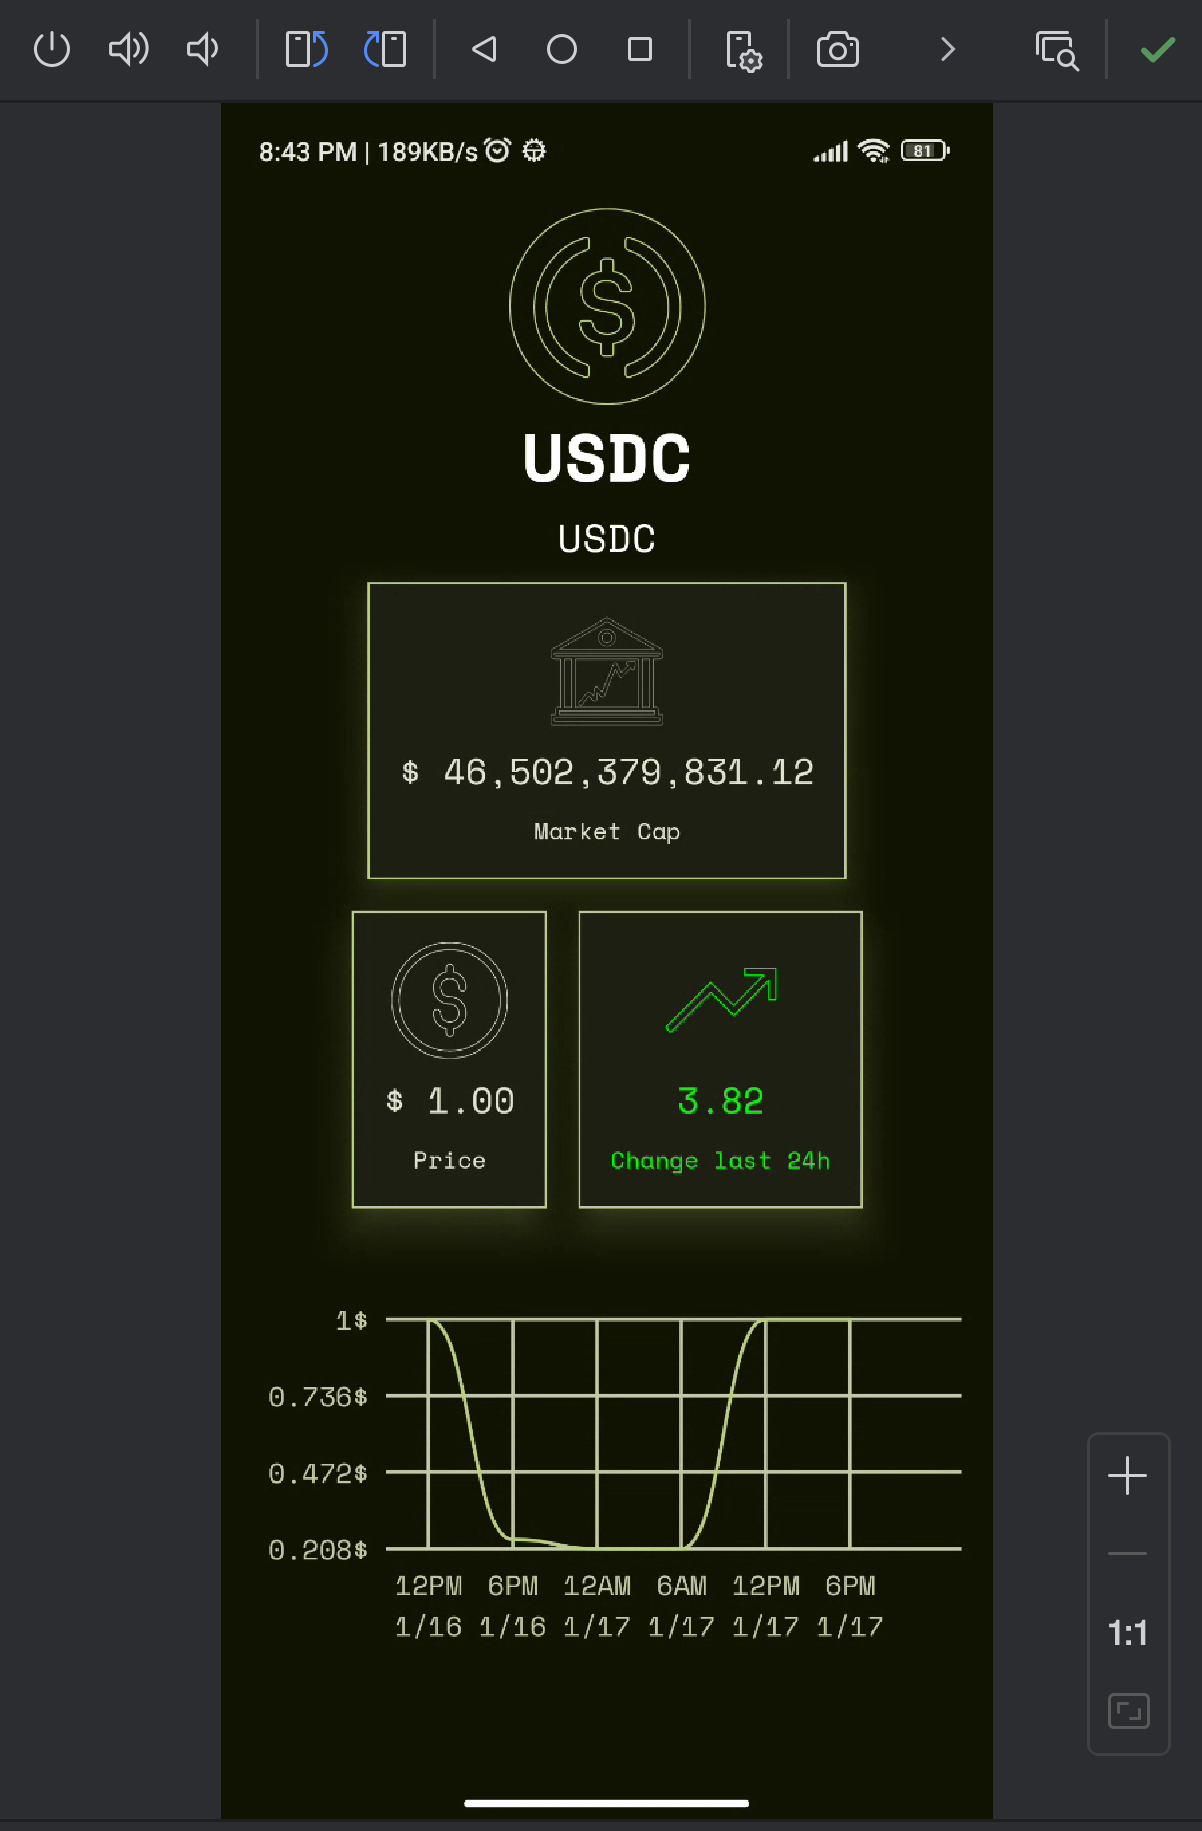 8:43 PM | 189KB/s
81
USDC
USDC
$ 46,502,379,831.12
Market Cap
$ 1.00
Price
3.82
Change last 24h
1$
0.736$
0.472$
0.208$
12PM 6PM 12AM 6AM 12PM 6PM
1/16 1/16 1/17 1/17 1/17 1/17
1:1